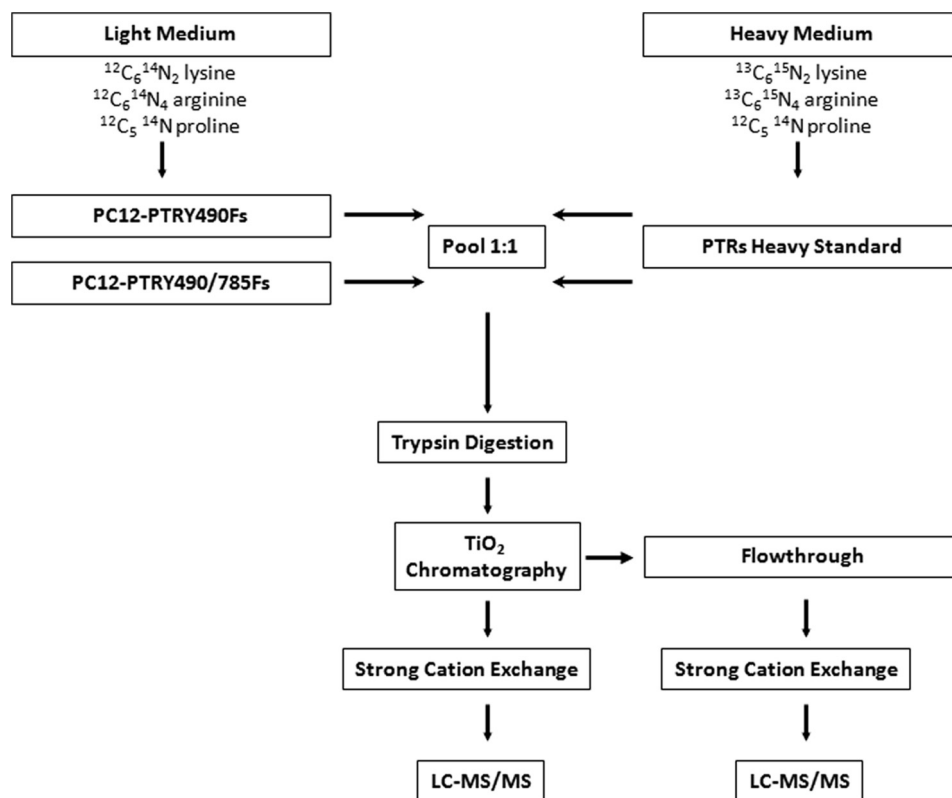 Light Medium
¹²C₆¹⁴N₂ lysine
¹²C₆¹⁴N₄ arginine
¹²C₅ ¹⁴N proline
Heavy Medium
¹³C₆¹⁵N₂ lysine
¹³C₆¹⁵N₄ arginine
¹²C₅ ¹⁴N proline
PC12-PTRY490Fs
Pool 1:1
PTRs Heavy Standard
PC12-PTRY490/785Fs
Trypsin Digestion
TiO₂
Chromatography
Flowthrough
Strong Cation Exchange
Strong Cation Exchange
LC-MS/MS
LC-MS/MS